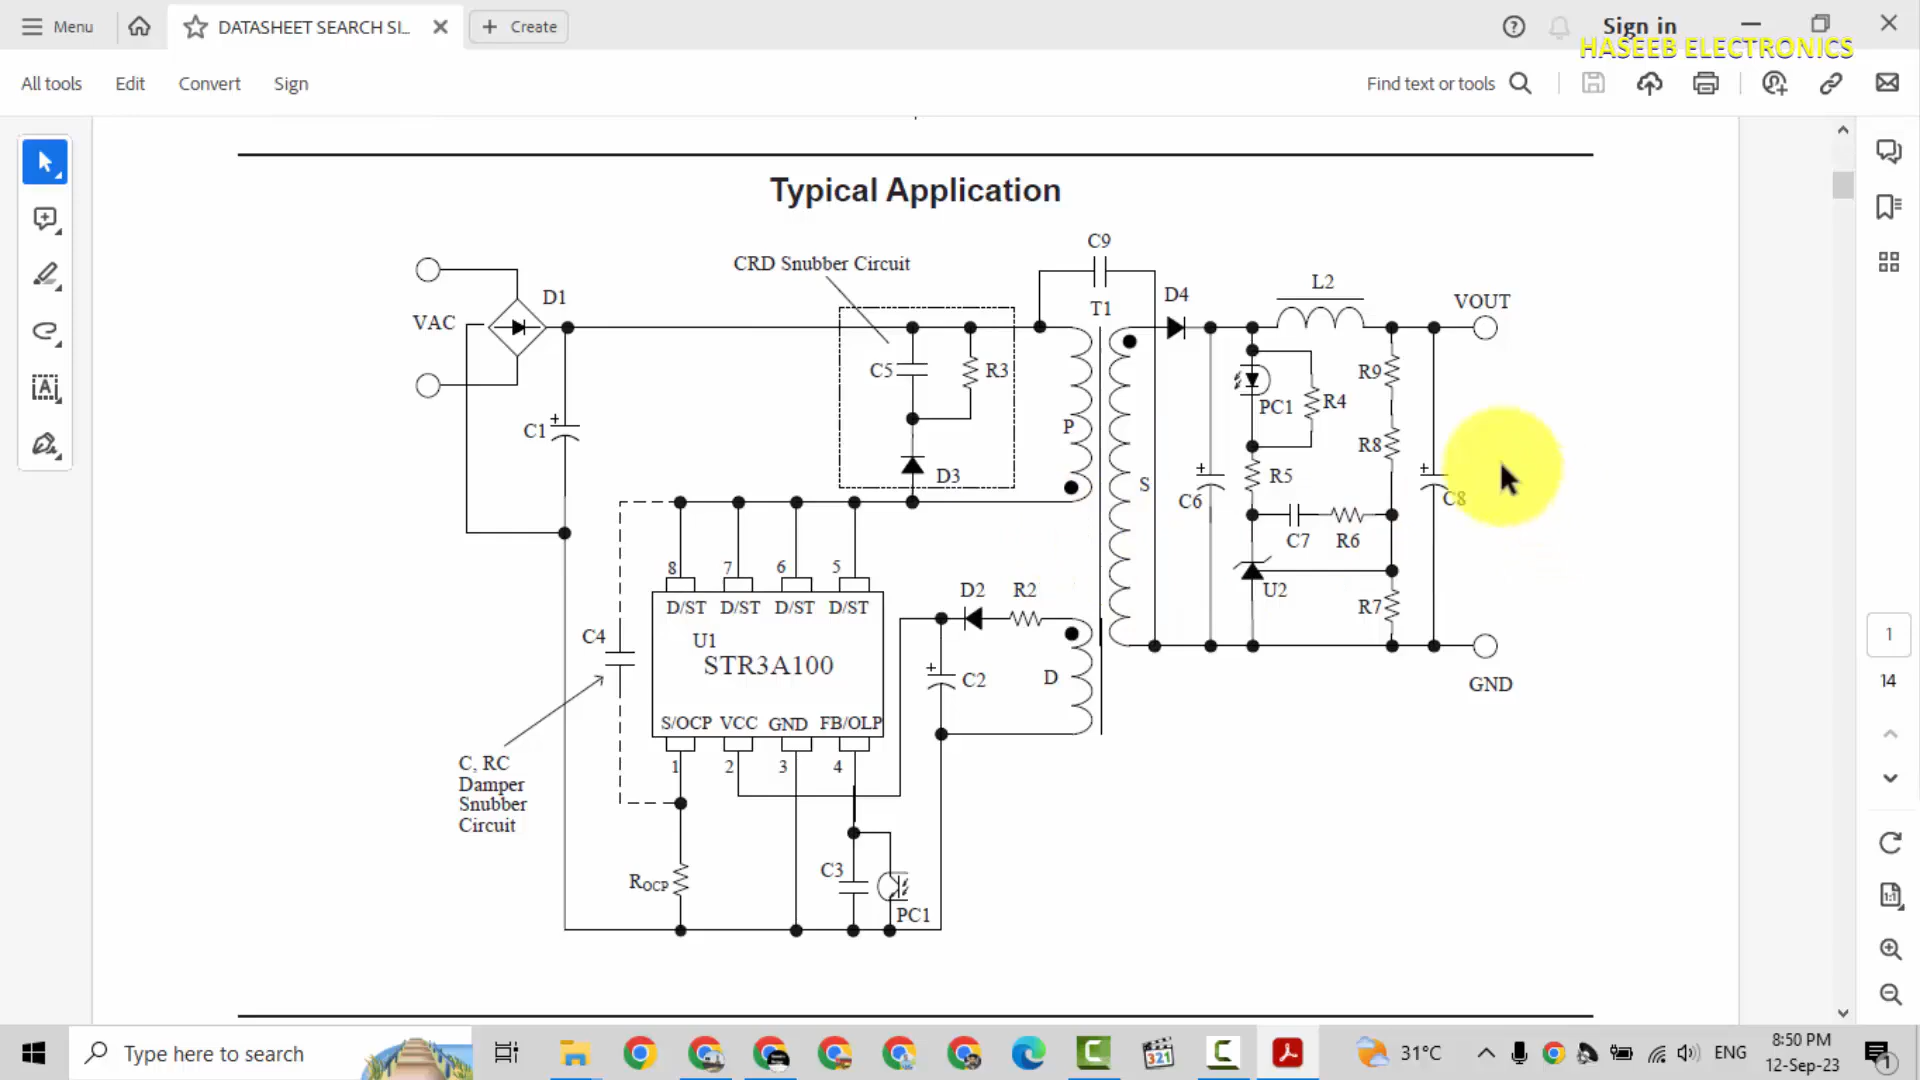 Menu
DATASHEET SEARCH SI...
Create
Sign in
HASEEB ELECTRONICS
All tools
Edit
Convert
Sign
Find text or tools
Typical Application
C9
CRD Snubber Circuit
L2
D4
D1
VOUT
T1
VAC
C5
R3
R9
PC1
R4
C1
P
R8
D3
R5
S
C6
C8
C7
R6
8
7
6
5
D2
R2
U2
D/ST
D/ST
D/ST
D/ST
R7
C4
U1
STR3A100
C2
D
GND
S/OCP
VCC
GND
FB/OLP
1
2
3
4
C, RC
Damper
Snubber
Circuit
C3
ROCP
PC1
1
14
1:1
Type here to search
321
31°C
ENG
8:50 PM
12-Sep-23
1